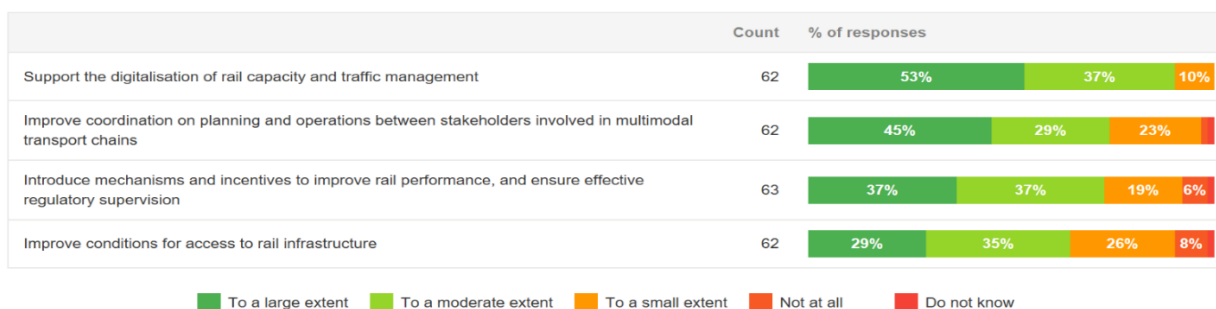 Count % of responses
Support the digitalisation of rail capacity and traffic management 62 53% 37% 10%
Improve coordination on planning and operations between stakeholders involved in multimodal
transport chains 62 45% 29% 23%
Introduce mechanisms and incentives to improve rail performance, and ensure effective
regulatory supervision 63 37% 37% 19% 6%
Improve conditions for access to rail infrastructure 62 29% 35% 26% 8%
To a large extent To a moderate extent To a small extent Not at all Do not know